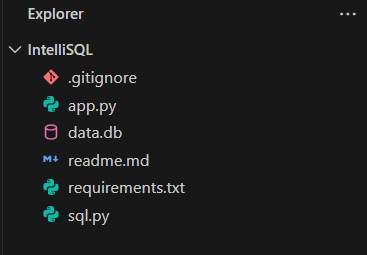 Explorer
IntelliSQL
.gitignore
app.py
data.db
readme.md
requirements.txt
sql.py